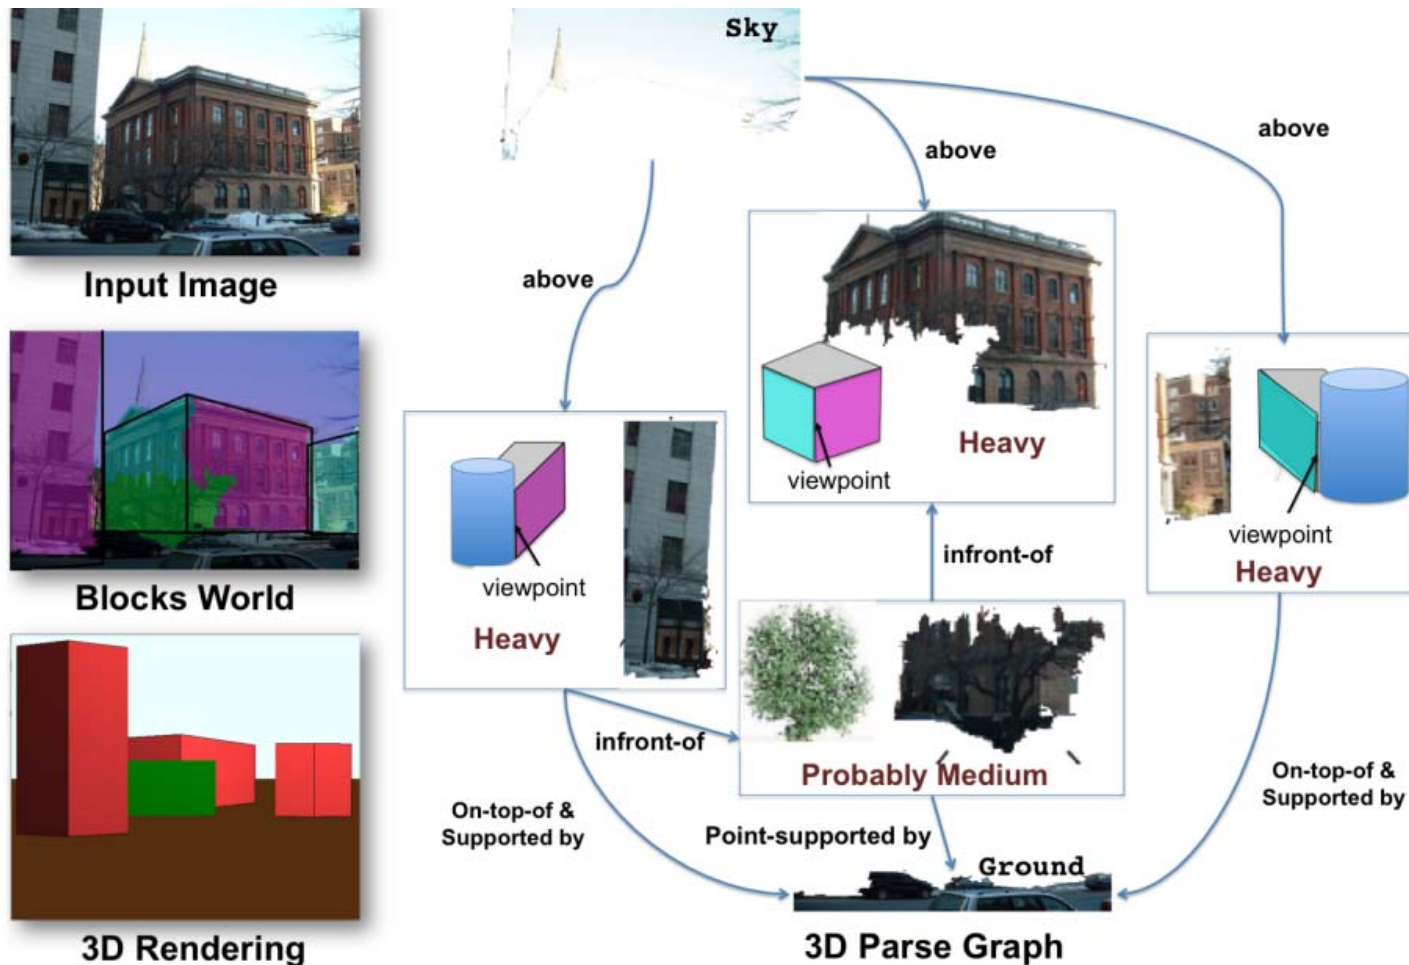 Sky
above
above
above
Input Image
Heavy
viewpoint
viewpoint
Heavy
viewpoint
Heavy
infront-of
Blocks World
infront-of
Probably Medium
On-top-of &
Supported by
On-top-of &
Supported by
Point-supported by
Ground
3D Rendering
3D Parse Graph